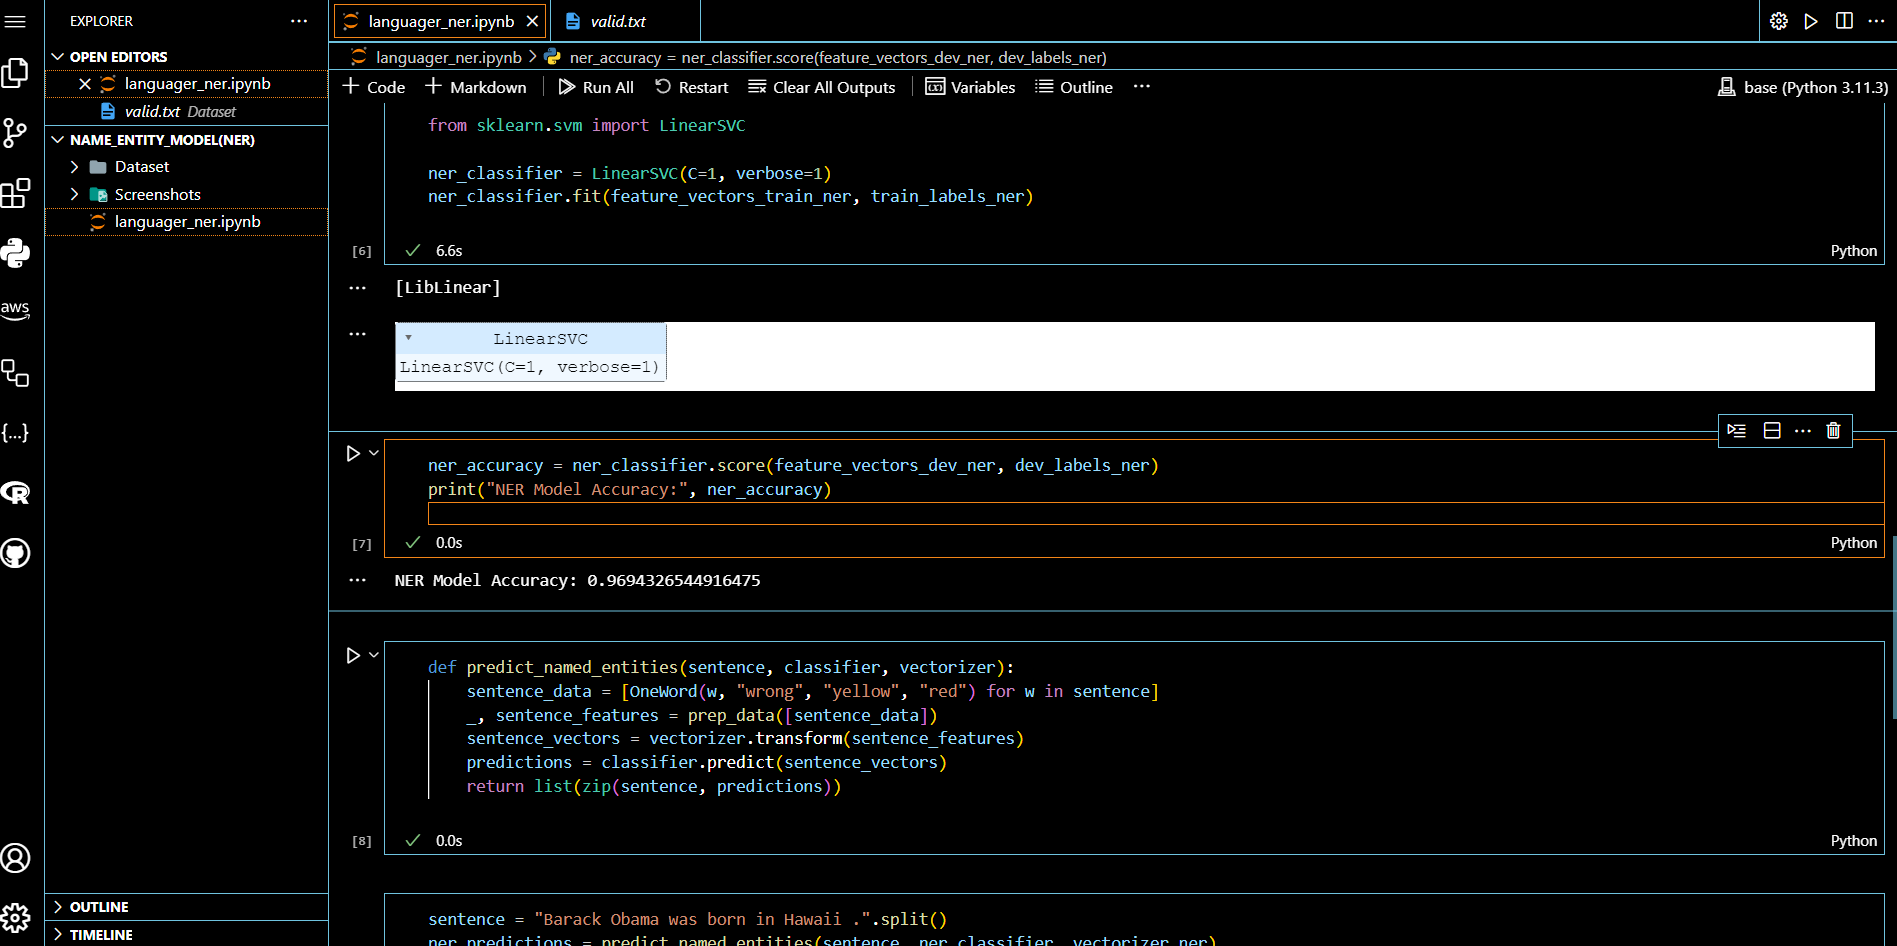 EXPLORER
OPEN EDITORS
languager_ner.ipynb
valid.txt Dataset
NAME_ENTITY_MODEL(NER)
Dataset
Screenshots
languager_ner.ipynb
aws
{...}
R
OUTLINE
TIMELINE
languager_ner.ipynb
valid.txt
languager_ner.ipynb > ner_accuracy = ner_classifier.score(feature_vectors_dev_ner, dev_labels_ner)
+ Code + Markdown Run All Restart Clear All Outputs Variables Outline ... base (Python 3.11.3)
from sklearn.svm import LinearSVC
ner_classifier = LinearSVC(C=1, verbose=1)
ner_classifier.fit(feature_vectors_train_ner, train_labels_ner)
[6] 6.6s Python
... [LibLinear]
... LinearSVC
LinearSVC(C=1, verbose=1)
ner_accuracy = ner_classifier.score(feature_vectors_dev_ner, dev_labels_ner)
print("NER Model Accuracy:", ner_accuracy)
[7] 0.0s Python
... NER Model Accuracy: 0.9694326544916475
def predict_named_entities(sentence, classifier, vectorizer):
sentence_data = [OneWord(w, "wrong", "yellow", "red") for w in sentence]
_, sentence_features = prep_data([sentence_data])
sentence_vectors = vectorizer.transform(sentence_features)
predictions = classifier.predict(sentence_vectors)
return list(zip(sentence, predictions))
[8] 0.0s Python
sentence = "Barack Obama was born in Hawaii .".split()
ner_predictions = predict_named_entities(sentence, ner_classifier, vectorizer_ner)